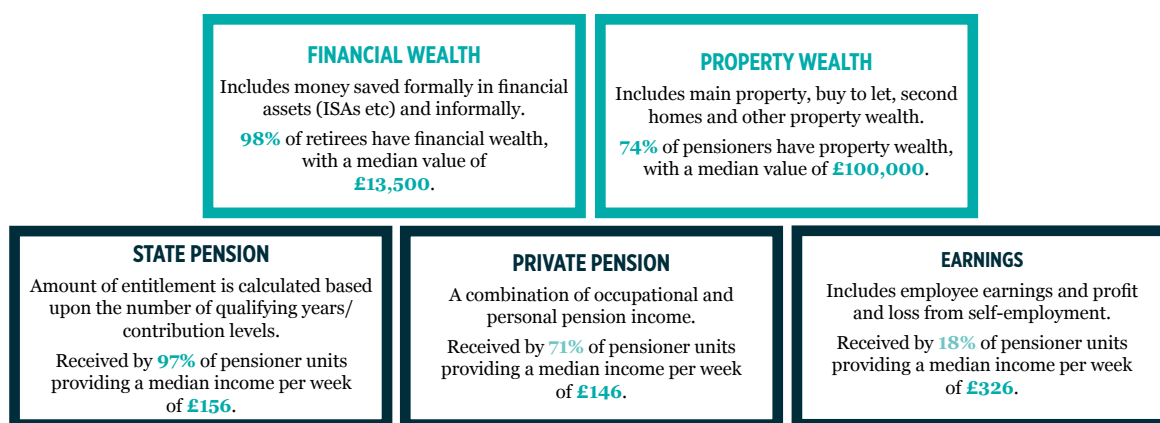 FINANCIAL WEALTH
Includes money saved formally in financial
assets (ISAs etc) and informally.
98% of retirees have financial wealth,
with a median value of
£13,500.
PROPERTY WEALTH
Includes main property, buy to let, second
homes and other property wealth.
74% of pensioners have property wealth,
with a median value of £100,000.
STATE PENSION
Amount of entitlement is calculated based
upon the number of qualifying years/
contribution levels.
Received by 97% of pensioner units
providing a median income per week
of £156.
PRIVATE PENSION
A combination of occupational and
personal pension income.
Received by 71% of pensioner units
providing a median income per week
of £146.
EARNINGS
Includes employee earnings and profit
and loss from self-employment.
Received by 18% of pensioner units
providing a median income per week
of £326.